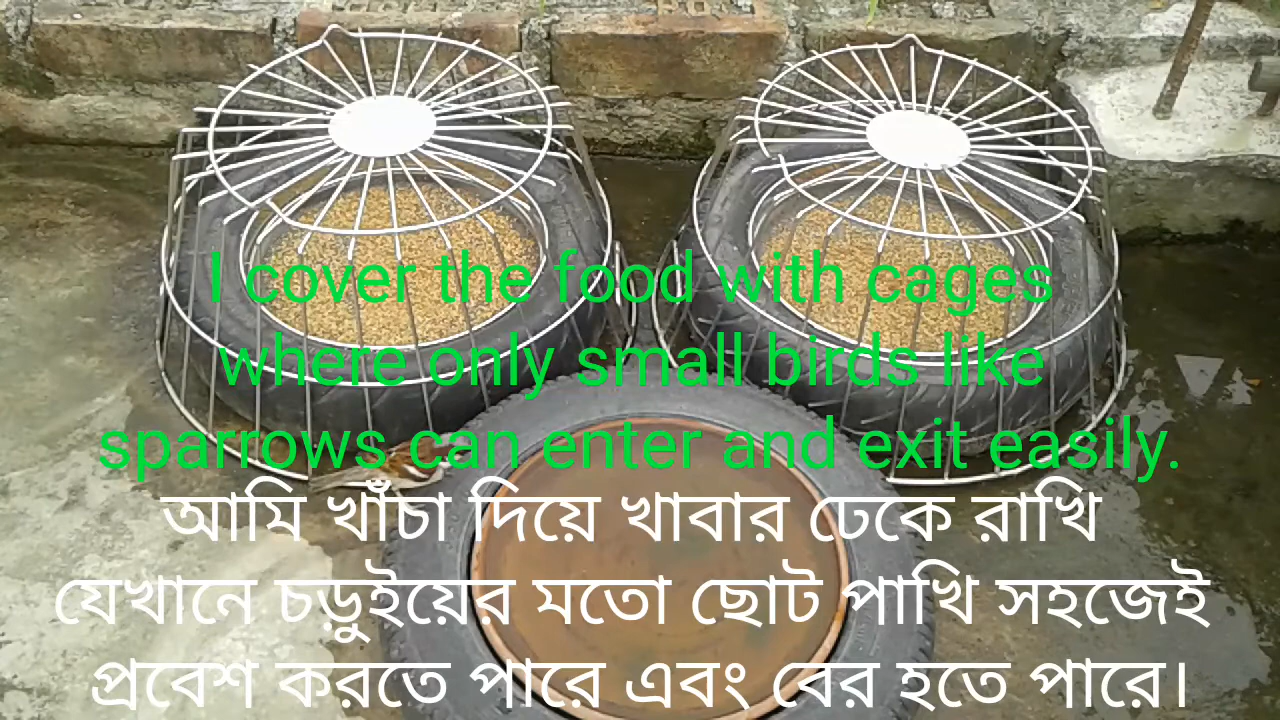 I cover the food with cages
where only small birds like
sparrows can enter and exit easily.
আমি খাঁচা দিয়ে খাবার ঢেকে রাখি
যেখানে চড়ুইয়ের মতো ছোট পাখি সহজেই
প্রবেশ করতে পারে এবং বের হতে পারে।